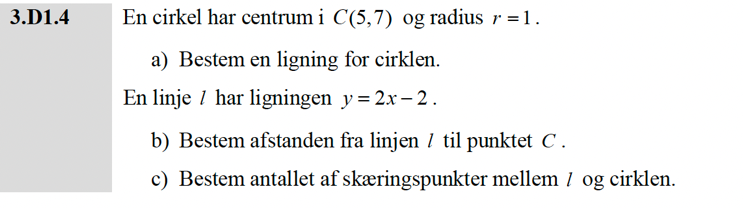 3.D1.4 En cirkel har centrum i C(5,7) og radius r = 1.
a) Bestem en ligning for cirklen.
En linje l har ligningen y = 2x − 2.
b) Bestem afstanden fra linjen l til punktet C.
c) Bestem antallet af skæringspunkter mellem l og cirklen.